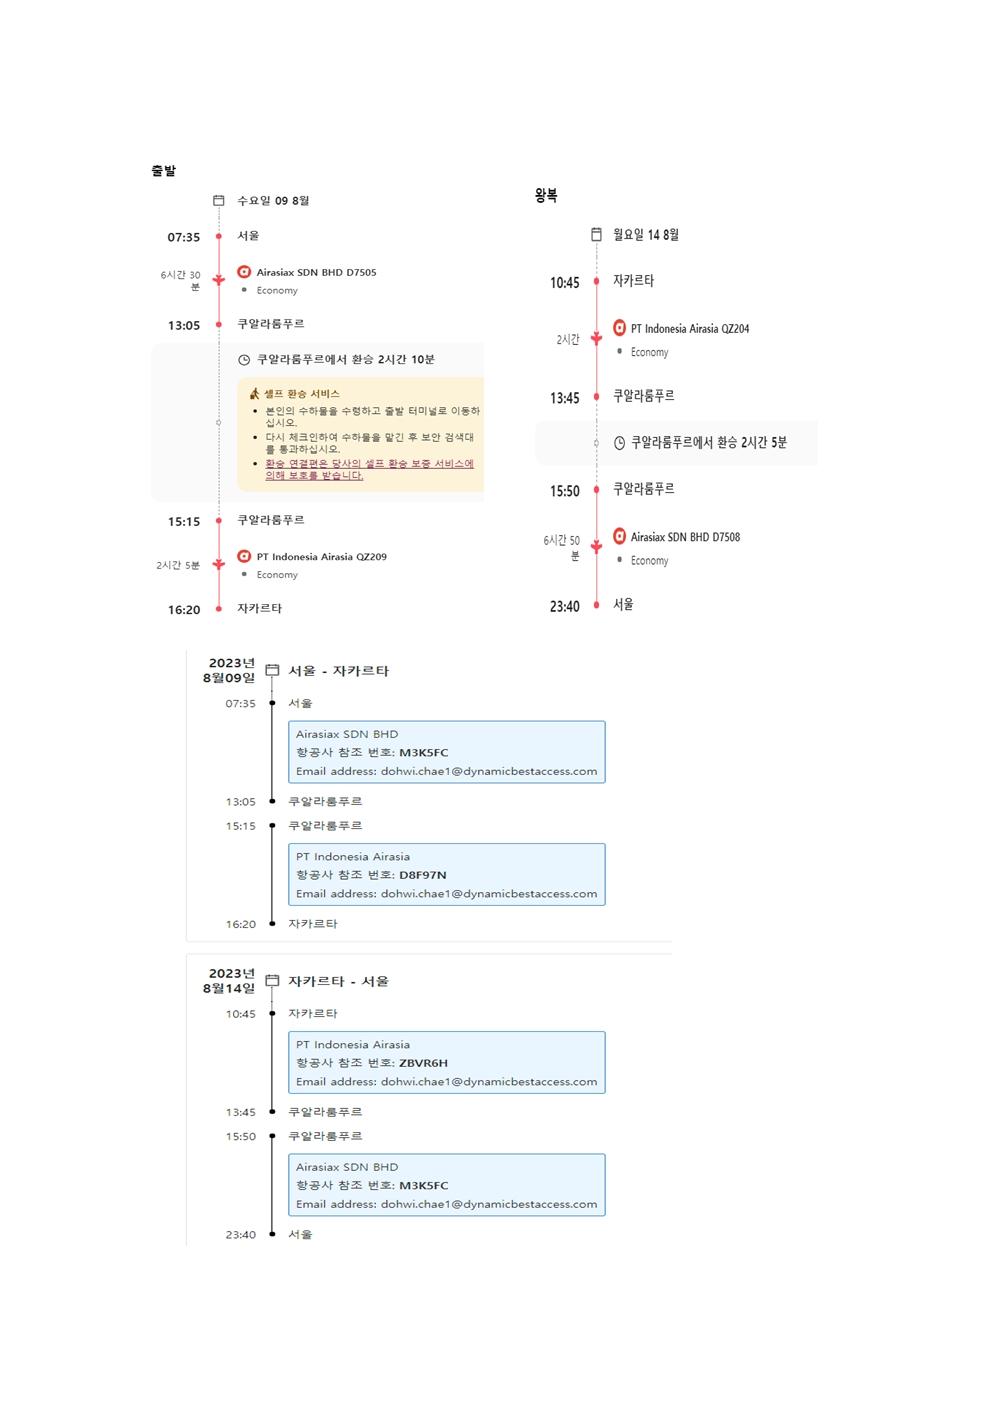 출발
수요일 09 8월
07:35 서울
6시간 30
분
Airasiax SDN BHD D7505
Economy
13:05 쿠알라룸푸르
쿠알라룸푸르에서 환승 2시간 10분
셀프 환승 서비스
본인의 수하물을 수령하고 출발 터미널로 이동하
십시오.
다시 체크인하여 수하물을 맡긴 후 보안 검색대
를 통과하십시오.
환승 연결편은 당사의 셀프 환승 보증 서비스에
의해 보호를 받습니다.
15:15 쿠알라룸푸르
2시간 5분
PT Indonesia Airasia QZ209
Economy
16:20 자카르타
왕복
월요일 14 8월
10:45 자카르타
2시간
PT Indonesia Airasia QZ204
Economy
13:45 쿠알라룸푸르
쿠알라룸푸르에서 환승 2시간 5분
15:50 쿠알라룸푸르
6시간 50
분
Airasiax SDN BHD D7508
Economy
23:40 서울
2023년
8월09일
서울 - 자카르타
07:35 서울
Airasiax SDN BHD
항공사 참조 번호: M3K5FC
Email address: dohwi.chae1@dynamicbestaccess.com
13:05 쿠알라룸푸르
15:15 쿠알라룸푸르
PT Indonesia Airasia
항공사 참조 번호: D8F97N
Email address: dohwi.chae1@dynamicbestaccess.com
16:20 자카르타
2023년
8월14일
자카르타 - 서울
10:45 자카르타
PT Indonesia Airasia
항공사 참조 번호: ZBVR6H
Email address: dohwi.chae1@dynamicbestaccess.com
13:45 쿠알라룸푸르
15:50 쿠알라룸푸르
Airasiax SDN BHD
항공사 참조 번호: M3K5FC
Email address: dohwi.chae1@dynamicbestaccess.com
23:40 서울